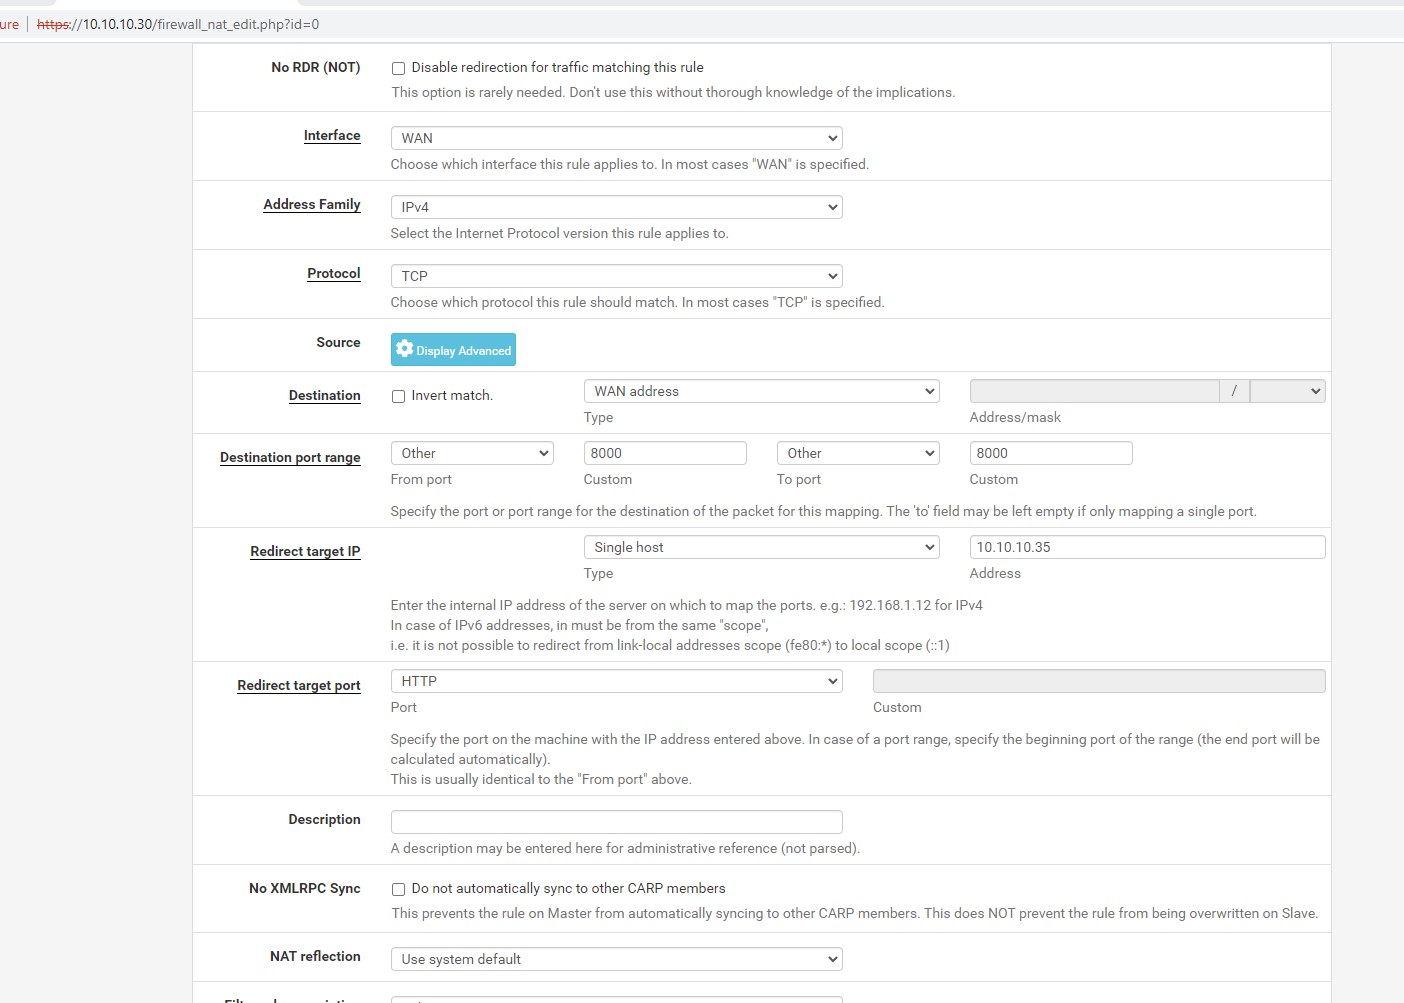 ure https://10.10.10.30/firewall_nat_edit.php?id=0
No RDR (NOT) Disable redirection for traffic matching this rule
This option is rarely needed. Don't use this without thorough knowledge of the implications.
Interface WAN
Choose which interface this rule applies to. In most cases "WAN" is specified.
Address Family IPv4
Select the Internet Protocol version this rule applies to.
Protocol TCP
Choose which protocol this rule should match. In most cases "TCP" is specified.
Source Display Advanced
Destination Invert match. WAN address /
Type Address/mask
Destination port range Other 8000 Other 8000
From port Custom To port Custom
Specify the port or port range for the destination of the packet for this mapping. The 'to' field may be left empty if only mapping a single port.
Redirect target IP Single host 10.10.10.35
Type Address
Enter the internal IP address of the server on which to map the ports. e.g.: 192.168.1.12 for IPv4
In case of IPv6 addresses, in must be from the same "scope",
i.e. it is not possible to redirect from link-local addresses scope (fe80:*) to local scope (::1)
Redirect target port HTTP
Port Custom
Specify the port on the machine with the IP address entered above. In case of a port range, specify the beginning port of the range (the end port will be
calculated automatically).
This is usually identical to the "From port" above.
Description
A description may be entered here for administrative reference (not parsed).
No XMLRPC Sync Do not automatically sync to other CARP members
This prevents the rule on Master from automatically syncing to other CARP members. This does NOT prevent the rule from being overwritten on Slave.
NAT reflection Use system default